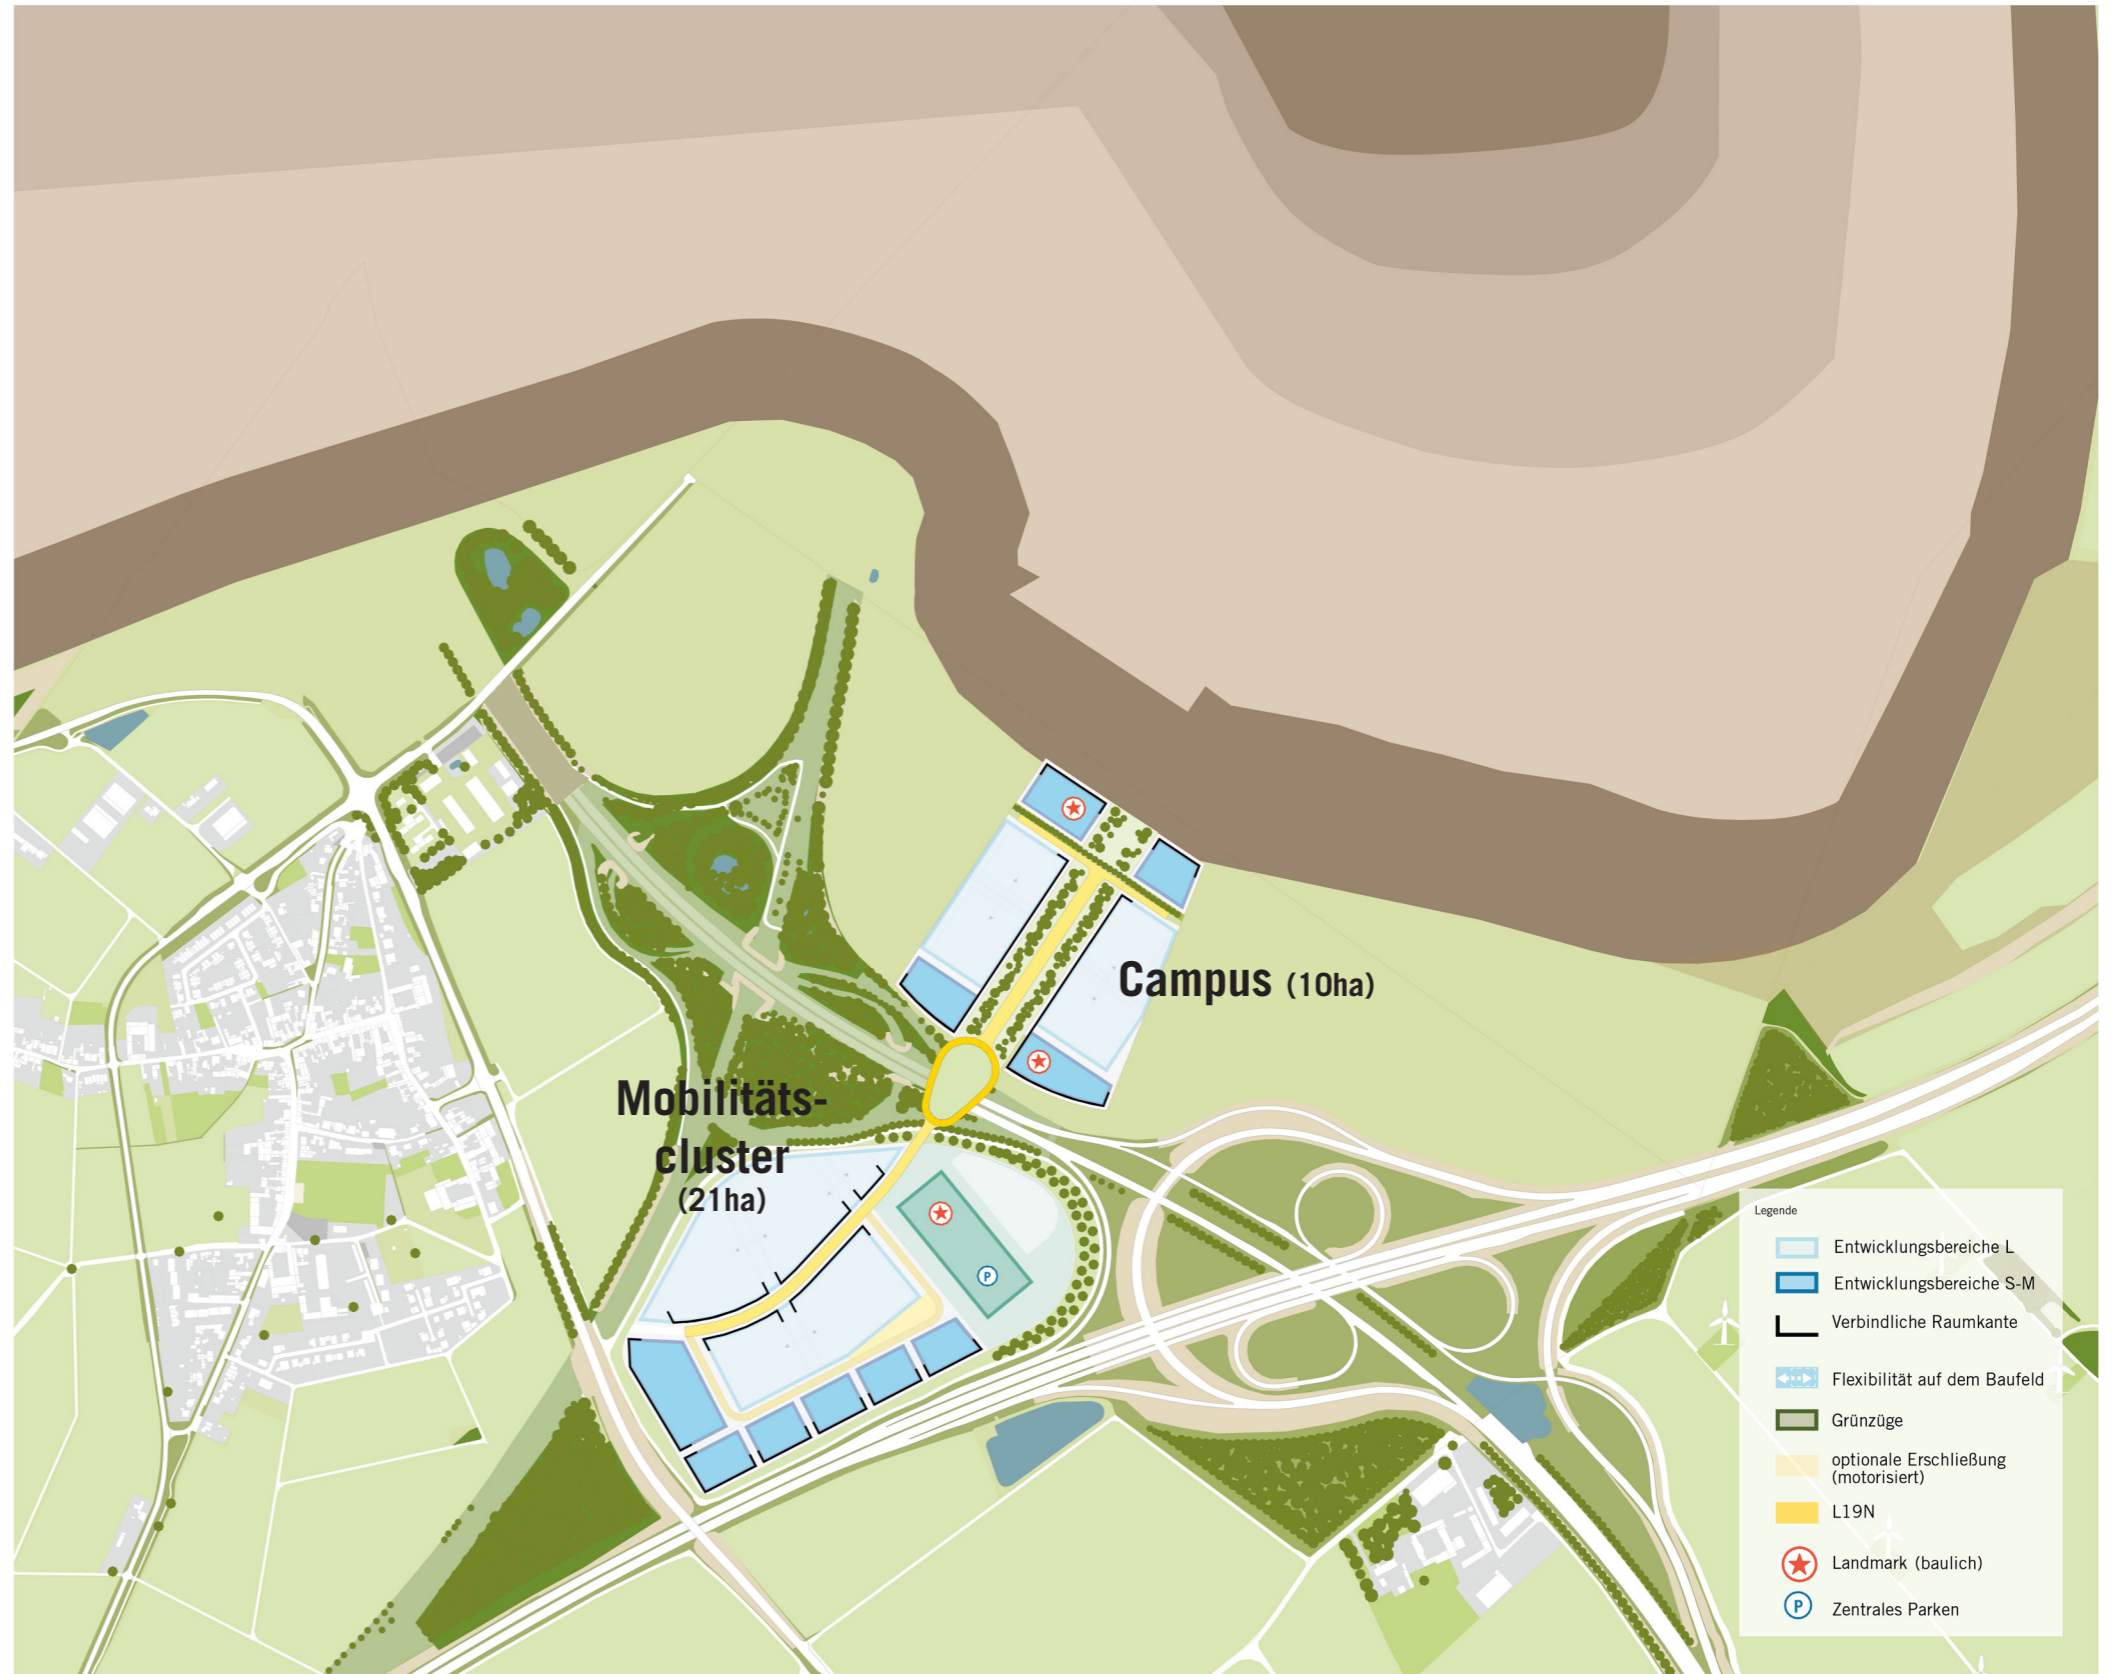 Campus (10ha)
Mobilitäts-
cluster
(21ha)
P
Legende
Entwicklungsbereiche L
Entwicklungsbereiche S-M
Verbindliche Raumkante
Flexibilität auf dem Baufeld
Grünzüge
optionale Erschließung
(motorisiert)
L19N
Landmark (baulich)
P Zentrales Parken